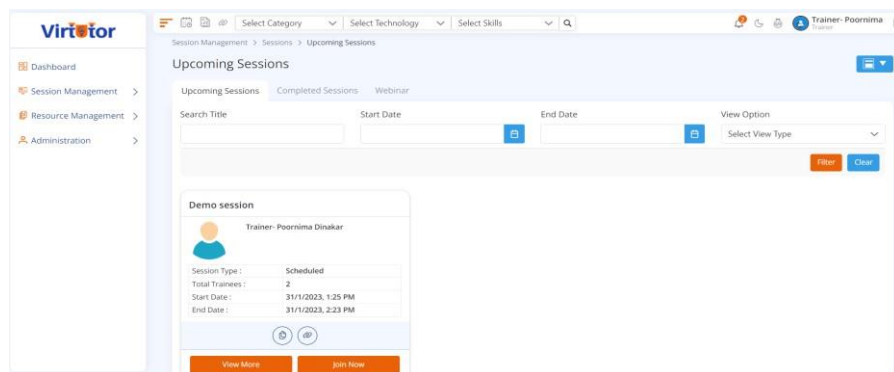 Virtutor
Select Category Select Technology Select Skills
Trainer- Poornima
Trainer
Session Management > Sessions > Upcoming Sessions
Dashboard
Session Management >
Resource Management >
Administration >
Upcoming Sessions
Upcoming Sessions Completed Sessions Webinar
Search Title Start Date End Date View Option
Select View Type
Filter Clear
Demo session
Trainer- Poornima Dinakar
Session Type : Scheduled
Total Trainees : 2
Start Date : 31/1/2023, 1:25 PM
End Date : 31/1/2023, 2:23 PM
View More Join Now